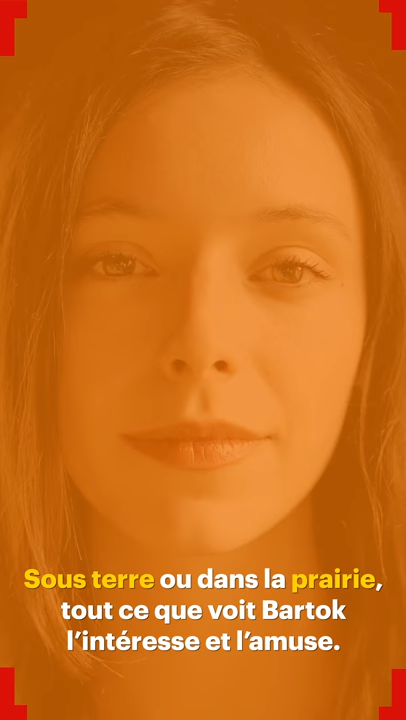 Sous terre ou dans la prairie,
tout ce que voit Bartok
l'intéresse et l'amuse.